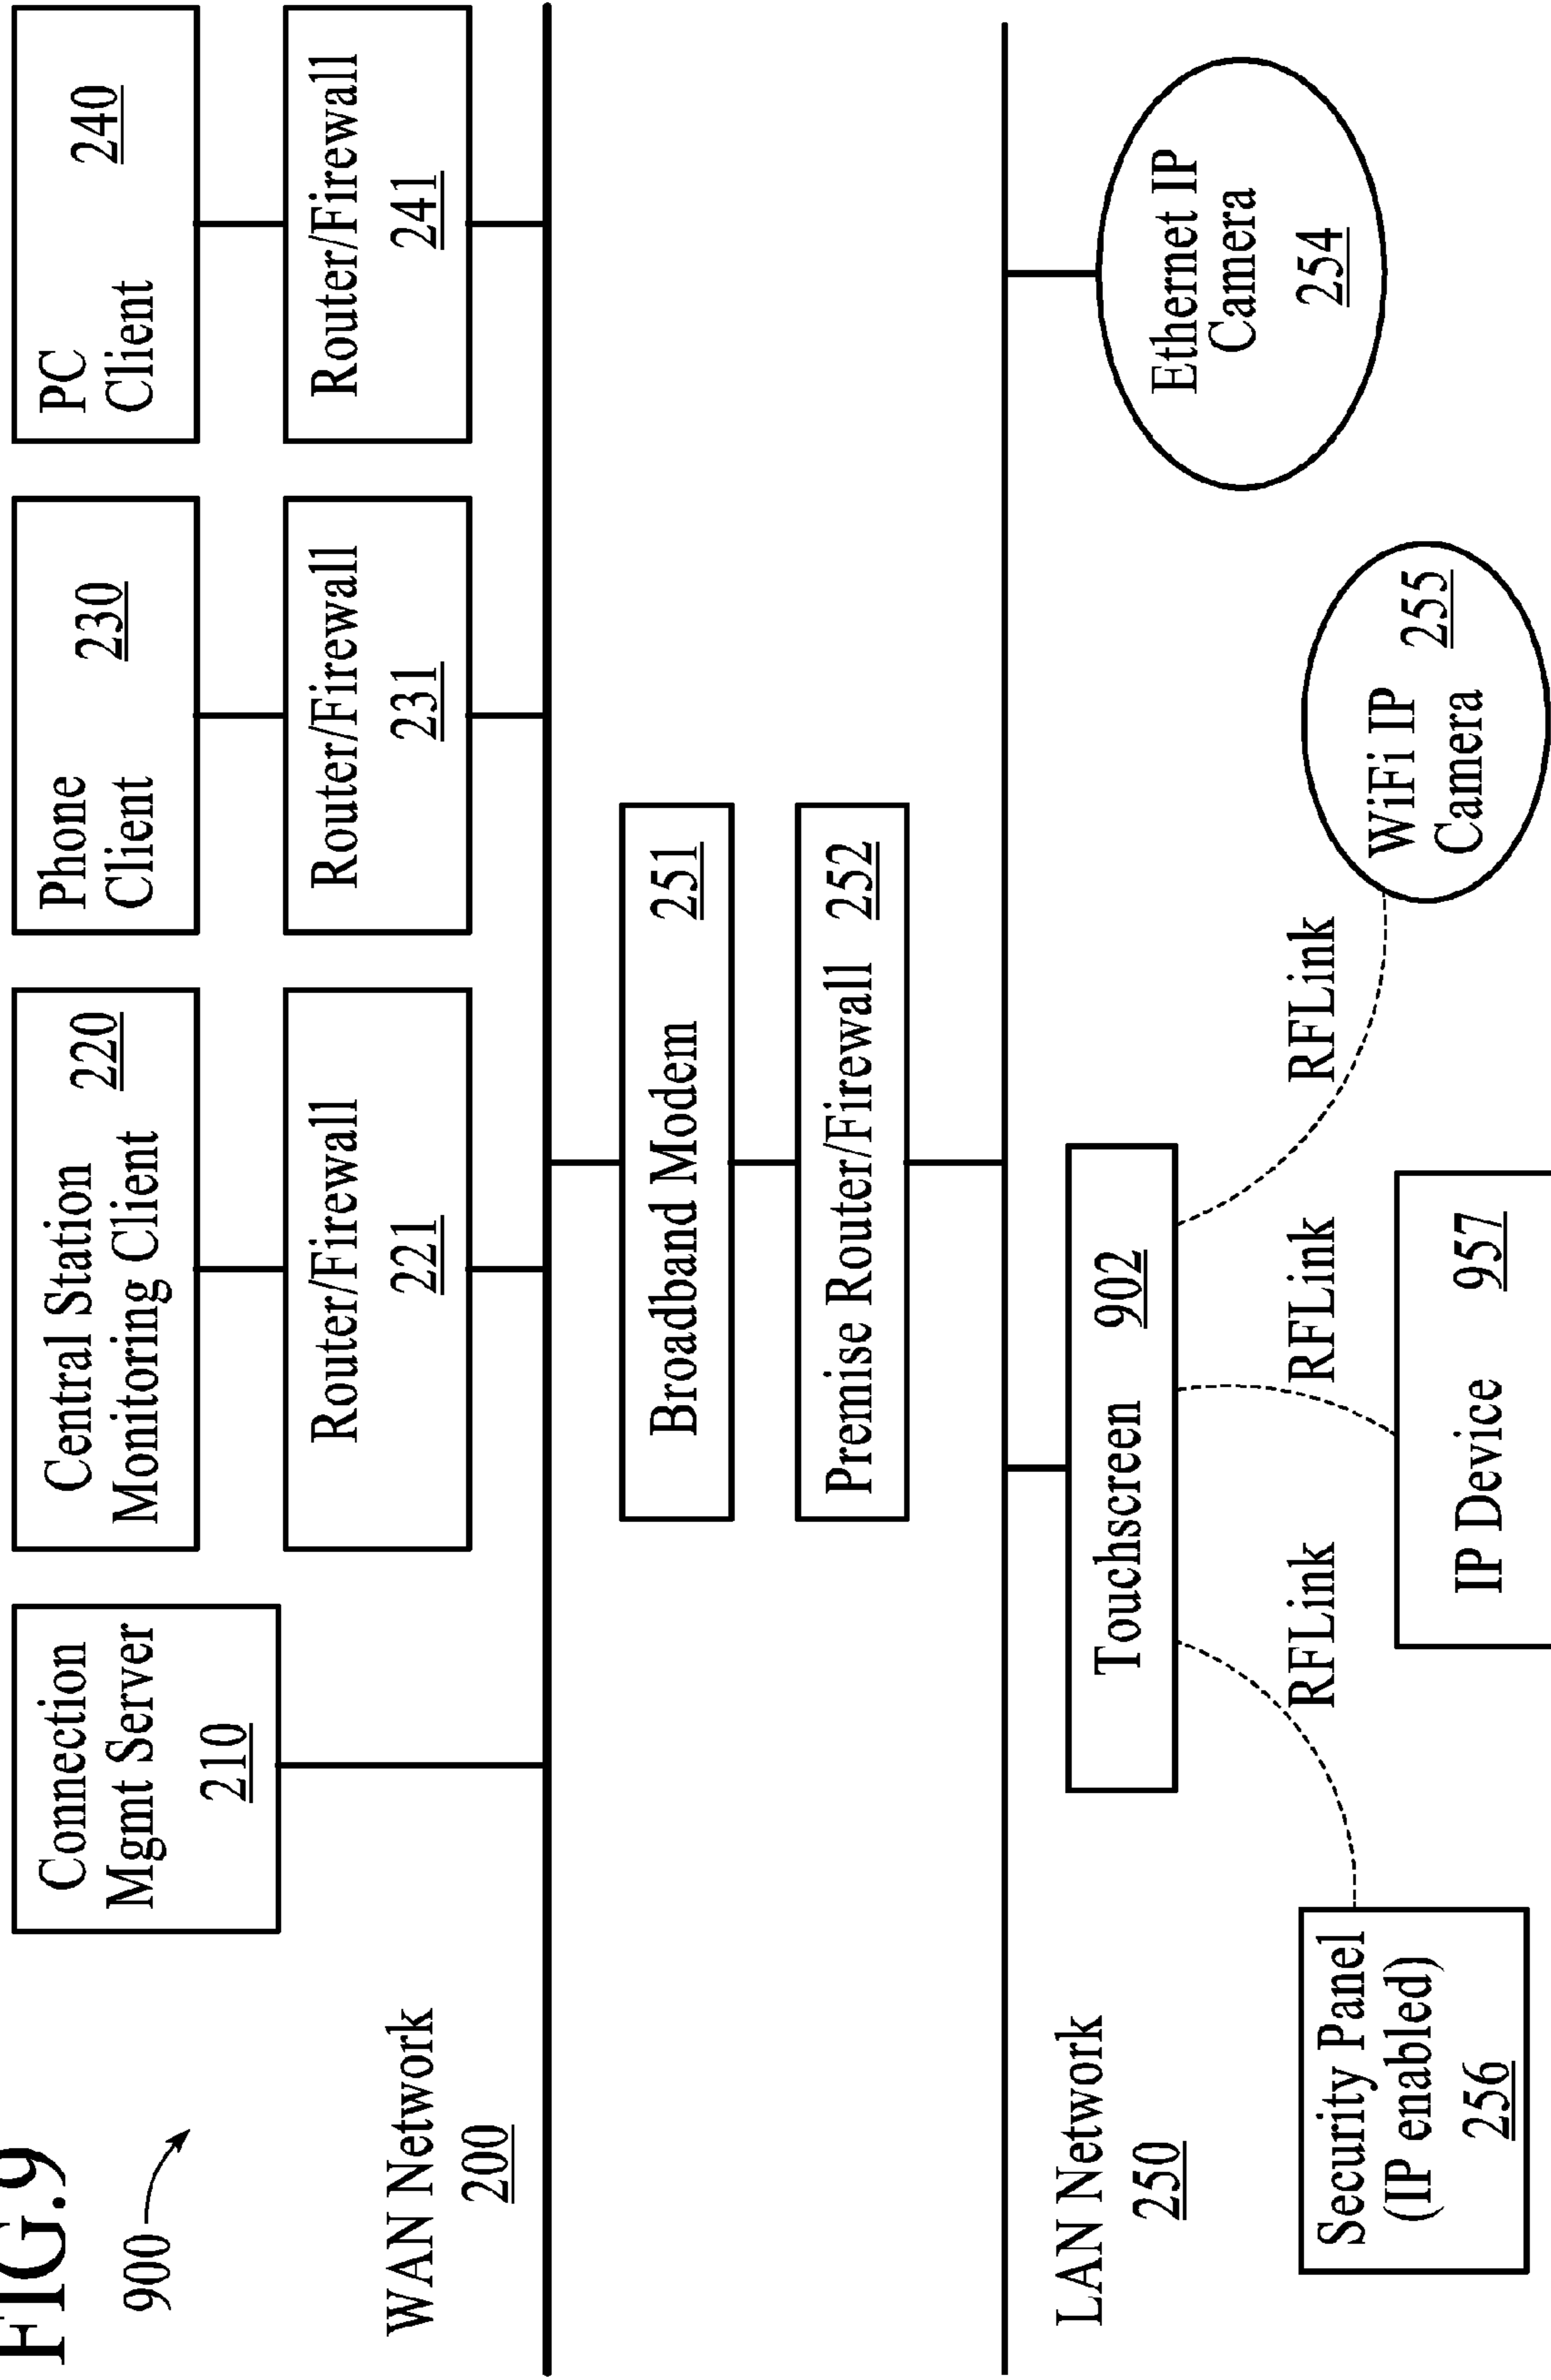 FIG.9
900
Connection
Mgmt Server
210
Central Station
Monitoring Client
220
Phone
Client
230
PC
Client
240
Router/Firewall
221
Router/Firewall
231
Router/Firewall
241
WAN Network
200
Broadband Modem 251
Premise Router/Firewall 252
LAN Network
250
Touchscreen 902
Ethernet IP
Camera
254
RFLink
RFLink
RFLink
Security Panel
(IP enabled)
256
IP Device 957
WiFi IP
Camera
255